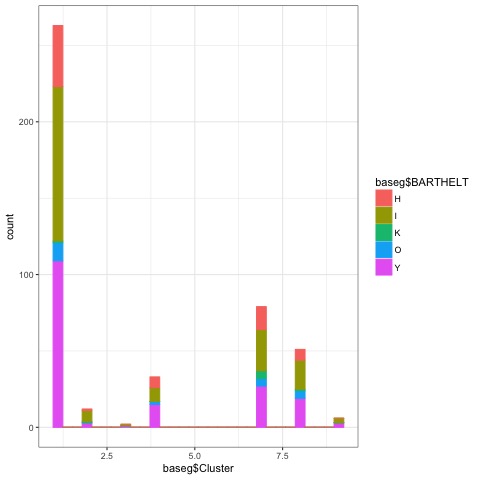 200
100
0
count
2.5 5.0 7.5
baseg$Cluster
baseg$BARTHELT
H
I
K
O
Y